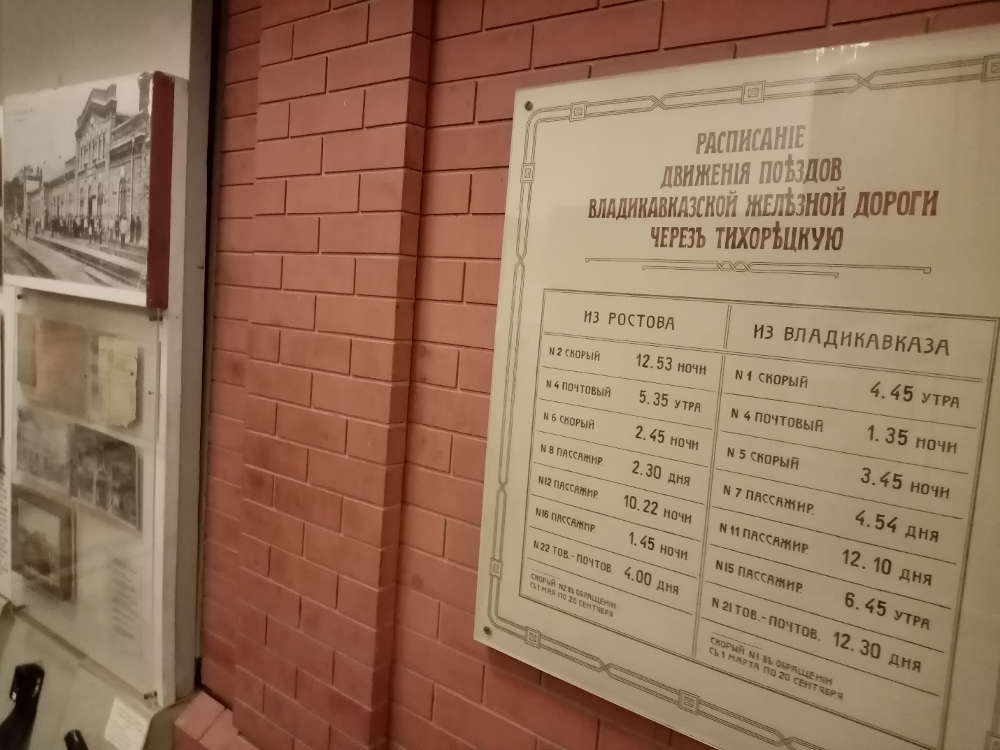 РАСПИСАНІЕ
ДВИЖЕНІЯ ПОѢЗДОВ
ВЛАДИКАВКАЗСКОЙ ЖЕЛѢЗНОЙ ДОРОГИ
ЧЕРЕЗЪ ТИХОРѢЦКУЮ
ИЗ РОСТОВА
N 2 СКОРЫЙ 12.53 НОЧИ
N 4 ПОЧТОВЫЙ 5.35 УТРА
N 6 СКОРЫЙ 2.45 НОЧИ
N 8 ПАССАЖИР. 2.30 ДНЯ
N12 ПАССАЖИР. 10.22 НОЧИ
N16 ПАССАЖИР. 1.45 НОЧИ
N22 ТОВ.-ПОЧТОВ. 4.00 ДНЯ
СКОРЫЙ N2 ВЪ ОБРАЩЕНІИ
СЪ 1 МАЯ ПО 20 СЕНТЯБРЯ
ИЗ ВЛАДИКАВКАЗА
N 1 СКОРЫЙ 4.45 УТРА
N 4 ПОЧТОВЫЙ 1.35 НОЧИ
N 5 СКОРЫЙ 3.45 НОЧИ
N 7 ПАССАЖИР. 4.54 ДНЯ
N 11 ПАССАЖИР. 12.10 ДНЯ
N15 ПАССАЖИР. 6.45 УТРА
N 21 ТОВ.-ПОЧТОВ. 12.30 ДНЯ
СКОРЫЙ N1 ВЪ ОБРАЩЕНІИ
СЪ 1 МАРТА ПО 20 СЕНТЯБРЯ